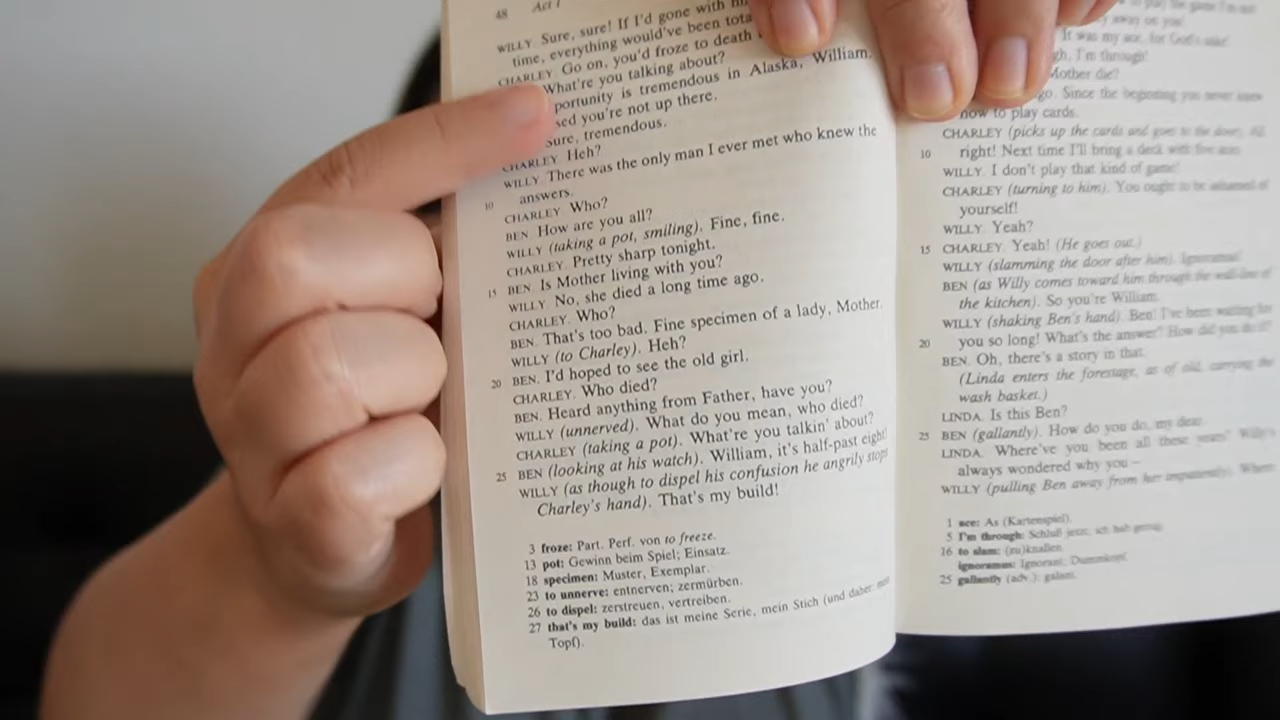 48 Act I
WILLY. Sure, sure! If I'd gone with
time, everything would've been
CHARLEY. Go on, you'd froze to death
What're you talking about?
portunity is tremendous in Alaska, William.
sed you're not up there.
Sure, tremendous.
CHARLEY. Heh?
WILLY. There was the only man I ever met who knew the
10 answers.
CHARLEY. Who?
BEN. How are you all?
WILLY (taking a pot, smiling). Fine, fine.
CHARLEY. Pretty sharp tonight.
15 BEN. Is Mother living with you?
WILLY. No, she died a long time ago.
CHARLEY. Who?
BEN. That's too bad. Fine specimen of a lady, Mother.
WILLY (to Charley). Heh?
20 BEN. I'd hoped to see the old girl.
CHARLEY. Who died?
BEN. Heard anything from Father, have you?
WILLY (unnerved). What do you mean, who died?
CHARLEY (taking a pot). What're you talkin' about?
25 BEN (looking at his watch). William, it's half-past eight!
WILLY (as though to dispel his confusion he angrily stops
Charley's hand). That's my build!
3 froze: Part. Perf. von to freeze.
13 pot: Gewinn beim Spiel; Einsatz.
18 specimen: Muster, Exemplar.
23 to unnerve: entnerven; zermürben.
26 to dispel: zerstreuen, vertreiben.
27 that's my build: das ist meine Serie, mein Stich (und daher: mein
Topf).
away on you!
It was my ace, for God's sake!
I'm through!
Mother die?
ago. Since the beginning you never knew
how to play cards.
CHARLEY (picks up the cards and goes to the door). All
10 right! Next time I'll bring a deck with five aces.
WILLY. I don't play that kind of game!
CHARLEY (turning to him). You ought to be ashamed of
yourself!
WILLY. Yeah?
15 CHARLEY. Yeah! (He goes out.)
WILLY (slamming the door after him). Ignoramus!
BEN (as Willy comes toward him through the wall-line of
the kitchen). So you're William.
WILLY (shaking Ben's hand). Ben! I've been waiting for
20 you so long! What's the answer? How did you do it?
BEN. Oh, there's a story in that.
(Linda enters the forestage, as of old, carrying the
wash basket.)
LINDA. Is this Ben?
25 BEN (gallantly). How do you do, my dear.
LINDA. Where've you been all these years? Willy's
always wondered why you –
WILLY (pulling Ben away from her impatiently). Where
1 ace: As (Kartenspiel).
5 I'm through: Schluß jetzt; ich hab genug.
16 to slam: (zu)knallen.
ignoramus: Ignorant; Dummkopf.
25 gallantly (adv.): galant.